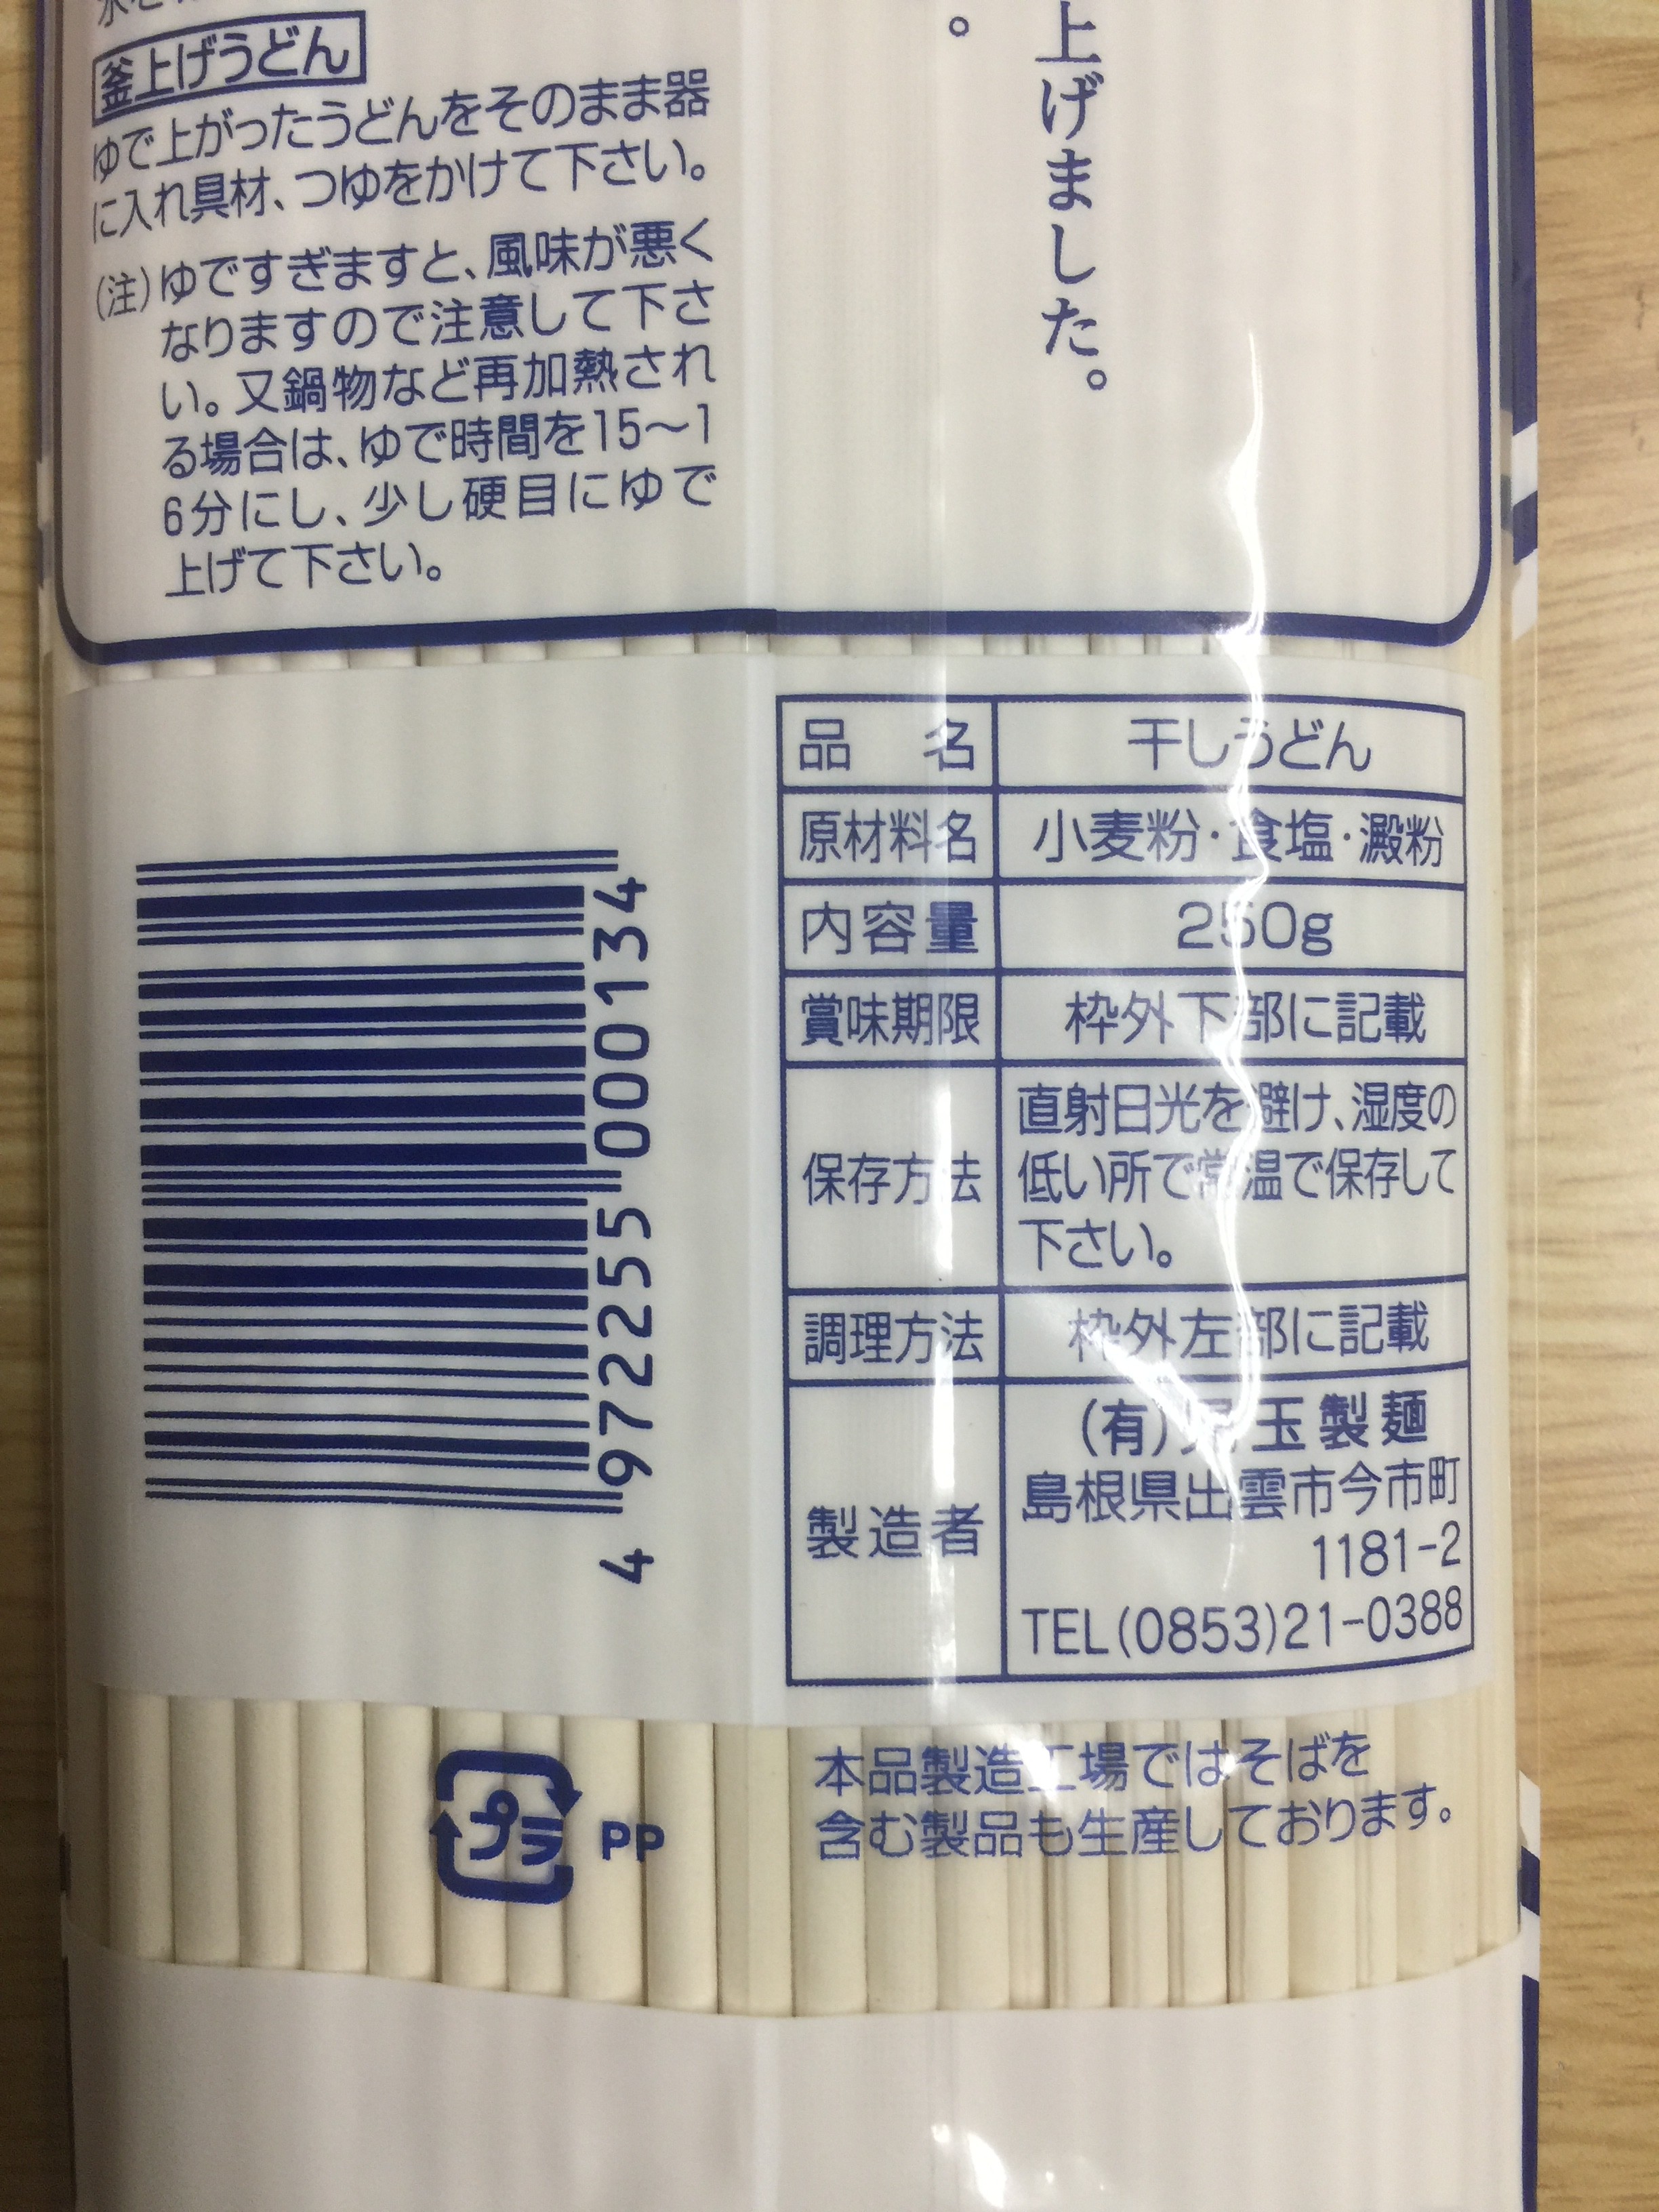 釜上げうどん
ゆで上がったうどんをそのまま器
に入れ具材、つゆをかけて下さい。
(注)ゆですぎますと、風味が悪く
なりますので注意して下さ
い。又鍋物など再加熱され
る場合は、ゆで時間を15〜1
6分にし、少し硬目にゆで
上げて下さい。
上げました。
。
品名 干しうどん
原材料名 小麦粉・食塩・澱粉
内容量 250g
賞味期限 枠外下部に記載
保存方法 直射日光を避け、湿度の
低い所で常温で保存して
下さい。
調理方法 枠外左部に記載
製造者 (有) 玉製麺
島根県出雲市今市町
1181-2
TEL(0853)21-0388
4 972255 000134
プラ PP
本品製造工場ではそばを
含む製品も生産しております。